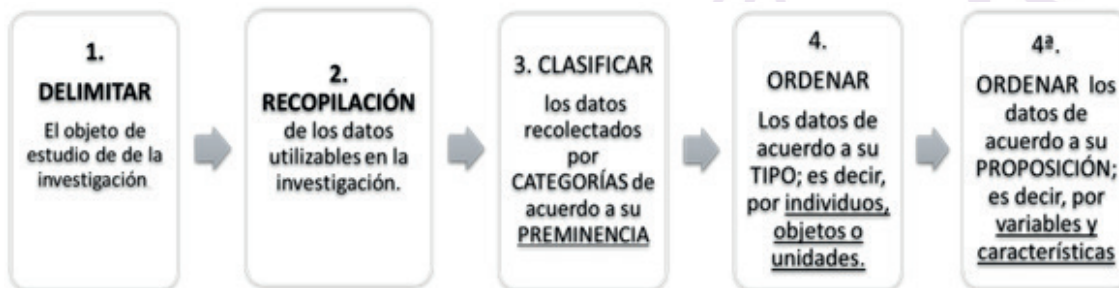 1.
DELIMITAR
El objeto de
estudio de de la
investigación
2.
RECOPILACIÓN
de los datos
utilizables en la
investigación.
3. CLASIFICAR
los datos
recolectados
por
CATEGORÍAS de
acuerdo a su
PREMINENCIA
4.
ORDENAR
Los datos de
acuerdo a su
TIPO; es decir,
por individuos,
objetos o
unidades.
4ª.
ORDENAR los
datos de
acuerdo a su
PROPOSICIÓN;
es decir, por
variables y
características